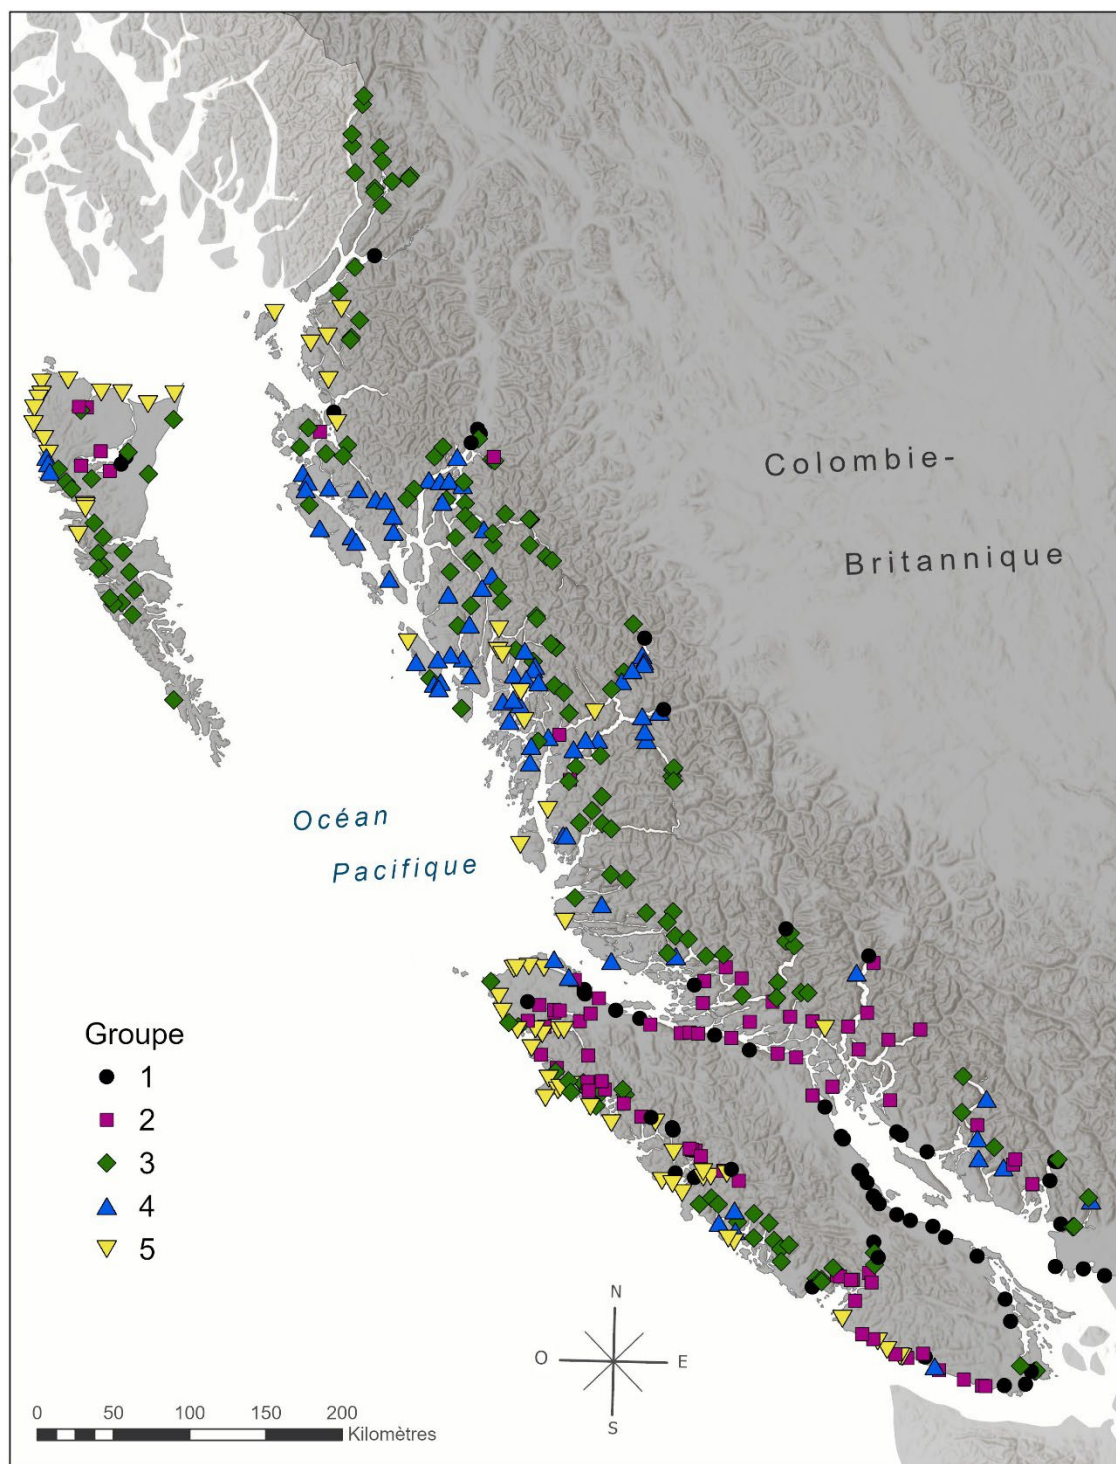 Colombie-
Britannique
Océan
Pacifique
Groupe
1
2
3
4
5
N
O E
S
0 50 100 150 200
Kilomètres